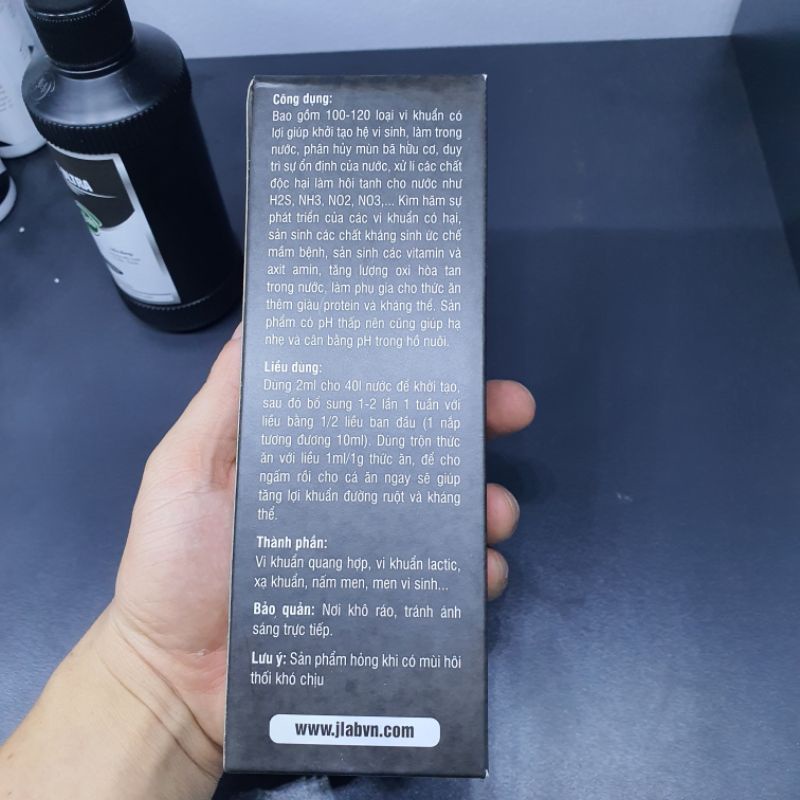 Công dụng:
Bao gồm 100-120 loại vi khuẩn có
lợi giúp khởi tạo hệ vi sinh, làm trong
nước, phân hủy mùn bã hữu cơ, duy
trì sự ổn định của nước, xử lí các chất
độc hại làm hôi tanh cho nước như
H2S, NH3, NO2, NO3,... Kìm hãm sự
phát triển của các vi khuẩn có hại,
sản sinh các chất kháng sinh ức chế
mầm bệnh, sản sinh các vitamin và
axit amin, tăng lượng oxi hòa tan
trong nước, làm phụ gia cho thức ăn
thêm giàu protein và kháng thể. Sản
phẩm có pH thấp nên cũng giúp hạ
nhẹ và cân bằng pH trong hồ nuôi.
Liều dùng:
Dùng 2ml cho 40l nước để khởi tạo,
sau đó bổ sung 1-2 lần 1 tuần với
liều bằng 1/2 liều ban đầu (1 nắp
tương đương 10ml). Dùng trộn thức
ăn với liều 1ml/1g thức ăn, để cho
ngấm rồi cho cá ăn ngay sẽ giúp
tăng lợi khuẩn đường ruột và kháng
thể.
Thành phần:
Vi khuẩn quang hợp, vi khuẩn lactic,
xạ khuẩn, nấm men, men vi sinh...
Bảo quản: Nơi khô ráo, tránh ánh
sáng trực tiếp.
Lưu ý: Sản phẩm hỏng khi có mùi hôi
thối khó chịu
www.jlabvn.com